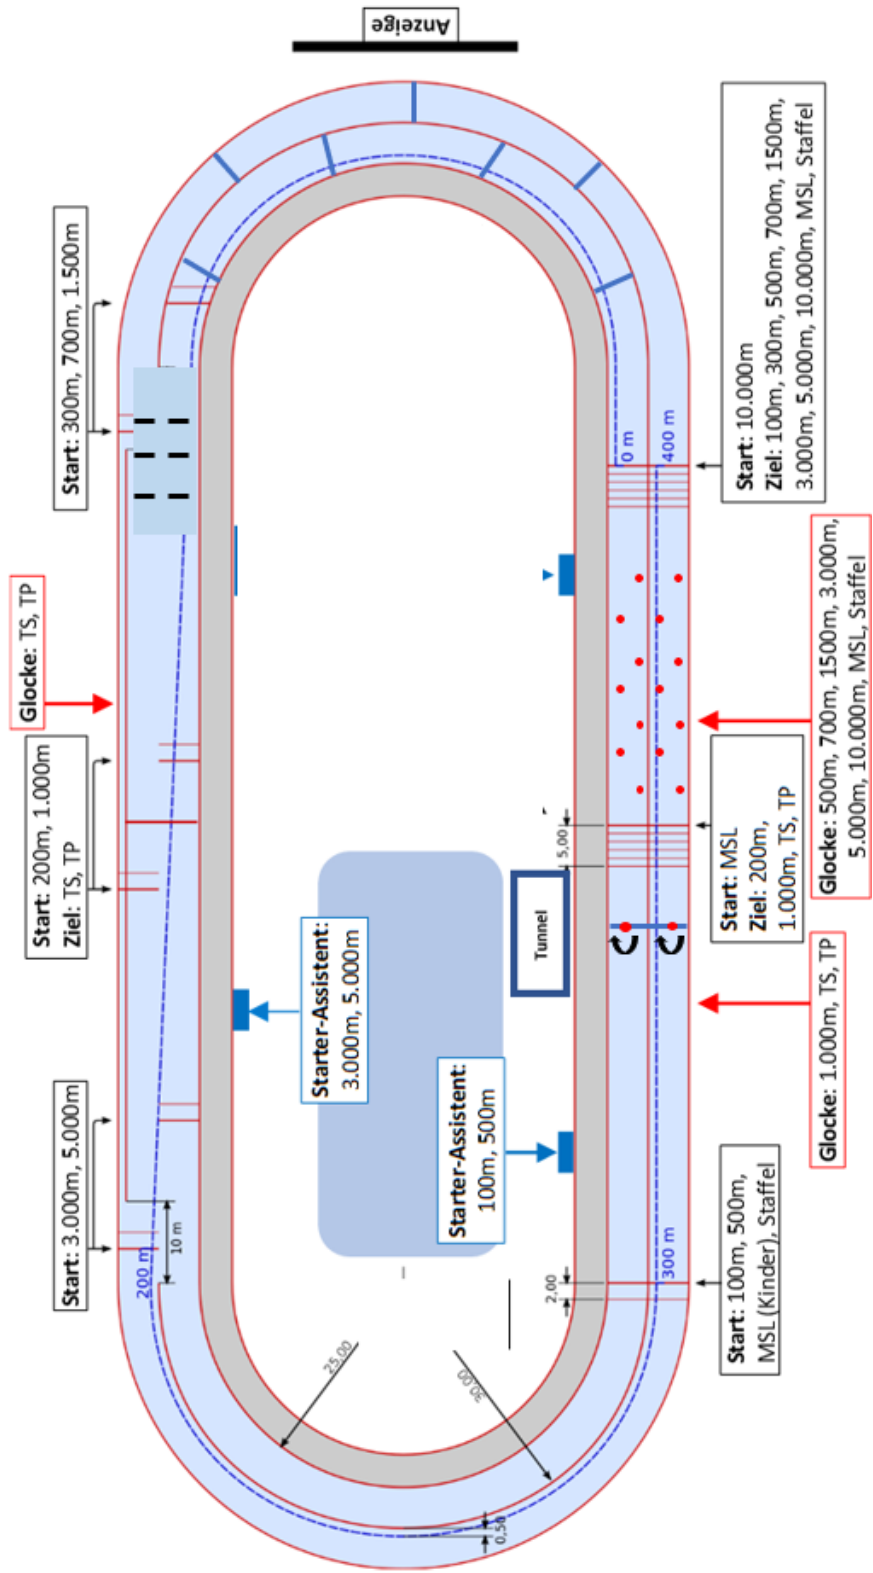 Anzeige
Start: 300m, 700m, 1.500m
Glocke: TS, TP
Start: 200m, 1.000m
Ziel: TS, TP
Start: 3.000m, 5.000m
200 m
10 m
Starter-Assistent:
3.000m, 5.000m
Starter-Assistent:
100m, 500m
Tunnel
5,00
2,00
25,00
30,00
0,50
0 m
400 m
300 m
Start: 10.000m
Ziel: 100m, 300m, 500m, 700m, 1500m,
3.000m, 5.000m, 10.000m, MSL, Staffel
Glocke: 500m, 700m, 1500m, 3.000m,
5.000m, 10.000m, MSL, Staffel
Start: MSL
Ziel: 200m,
1.000m, TS, TP
Glocke: 1.000m, TS, TP
Start: 100m, 500m,
MSL (Kinder), Staffel